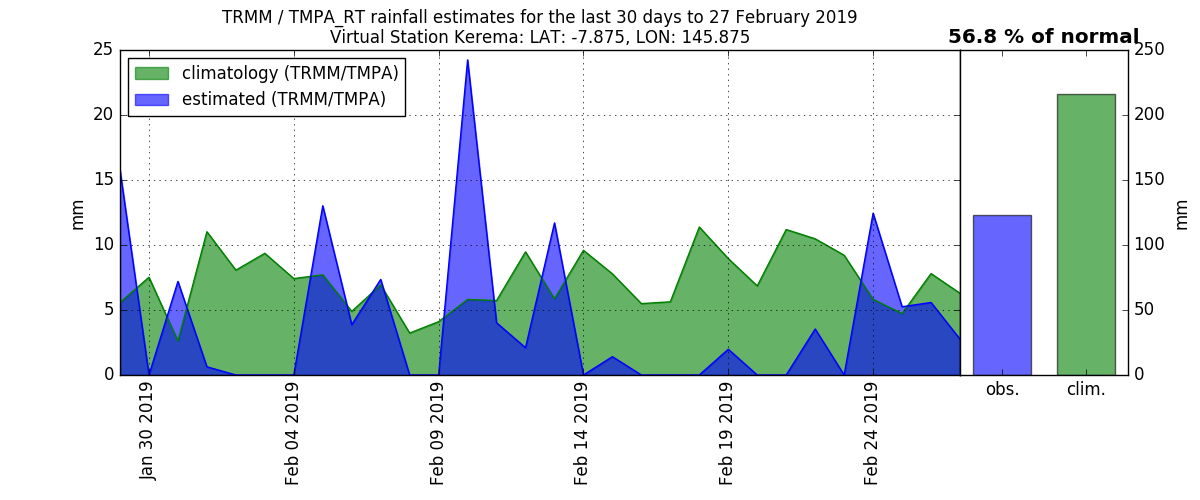 TRMM / TMPA_RT rainfall estimates for the last 30 days to 27 February 2019
Virtual Station Kerema: LAT: -7.875, LON: 145.875
56.8 % of normal
climatology (TRMM/TMPA)
estimated (TRMM/TMPA)
25
20
15
10
5
0
mm
Jan 30 2019
Feb 04 2019
Feb 09 2019
Feb 14 2019
Feb 19 2019
Feb 24 2019
obs.
clim.
250
200
150
100
50
0
mm